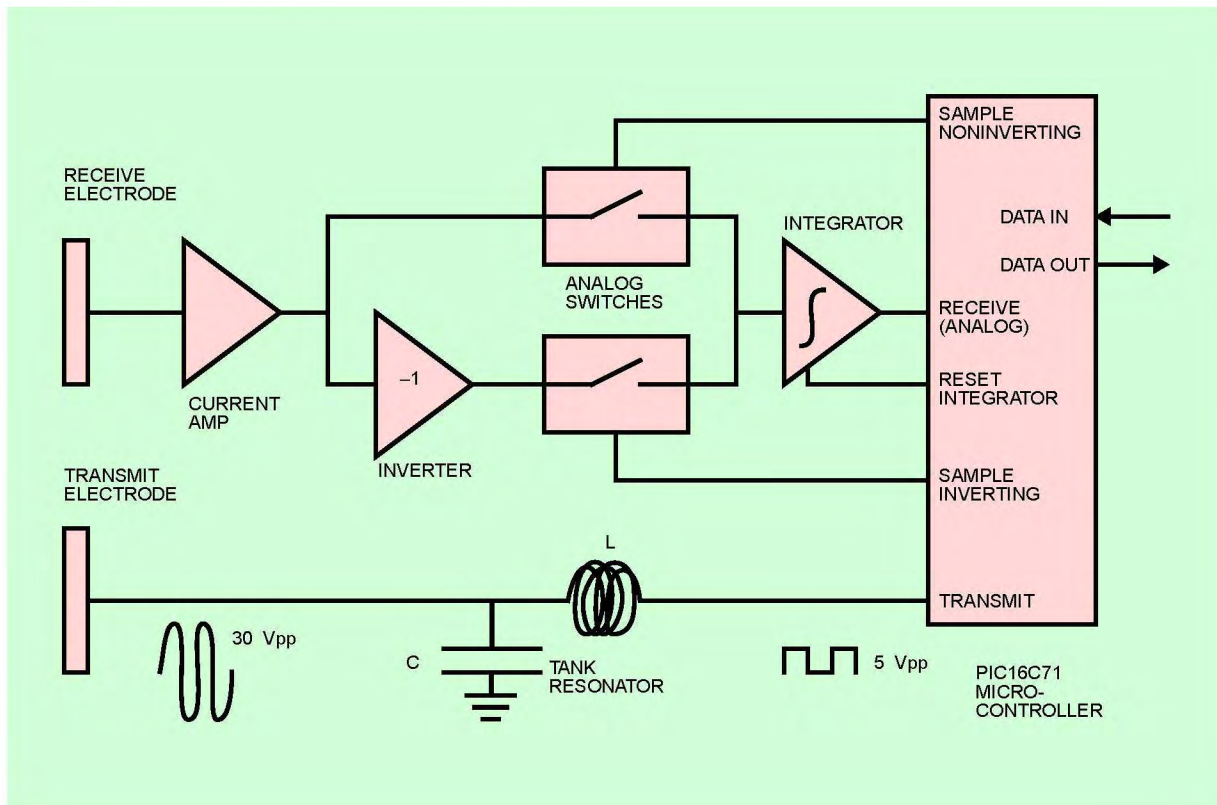 SAMPLE
NONINVERTING
RECEIVE
ELECTRODE
DATA IN
INTEGRATOR
DATA OUT
ANALOG
SWITCHES
RECEIVE
(ANALOG)
–1
RESET
INTEGRATOR
CURRENT
AMP
INVERTER
TRANSMIT
ELECTRODE
SAMPLE
INVERTING
L
TRANSMIT
30 Vpp
C
TANK
RESONATOR
5 Vpp
PIC16C71
MICRO-
CONTROLLER